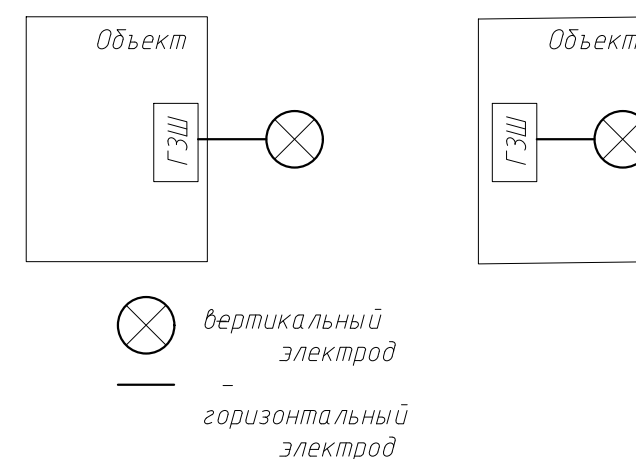 Объект
ГЗШ
Объект
ГЗШ
вертикальный
электрод
-
горизонтальный
электрод